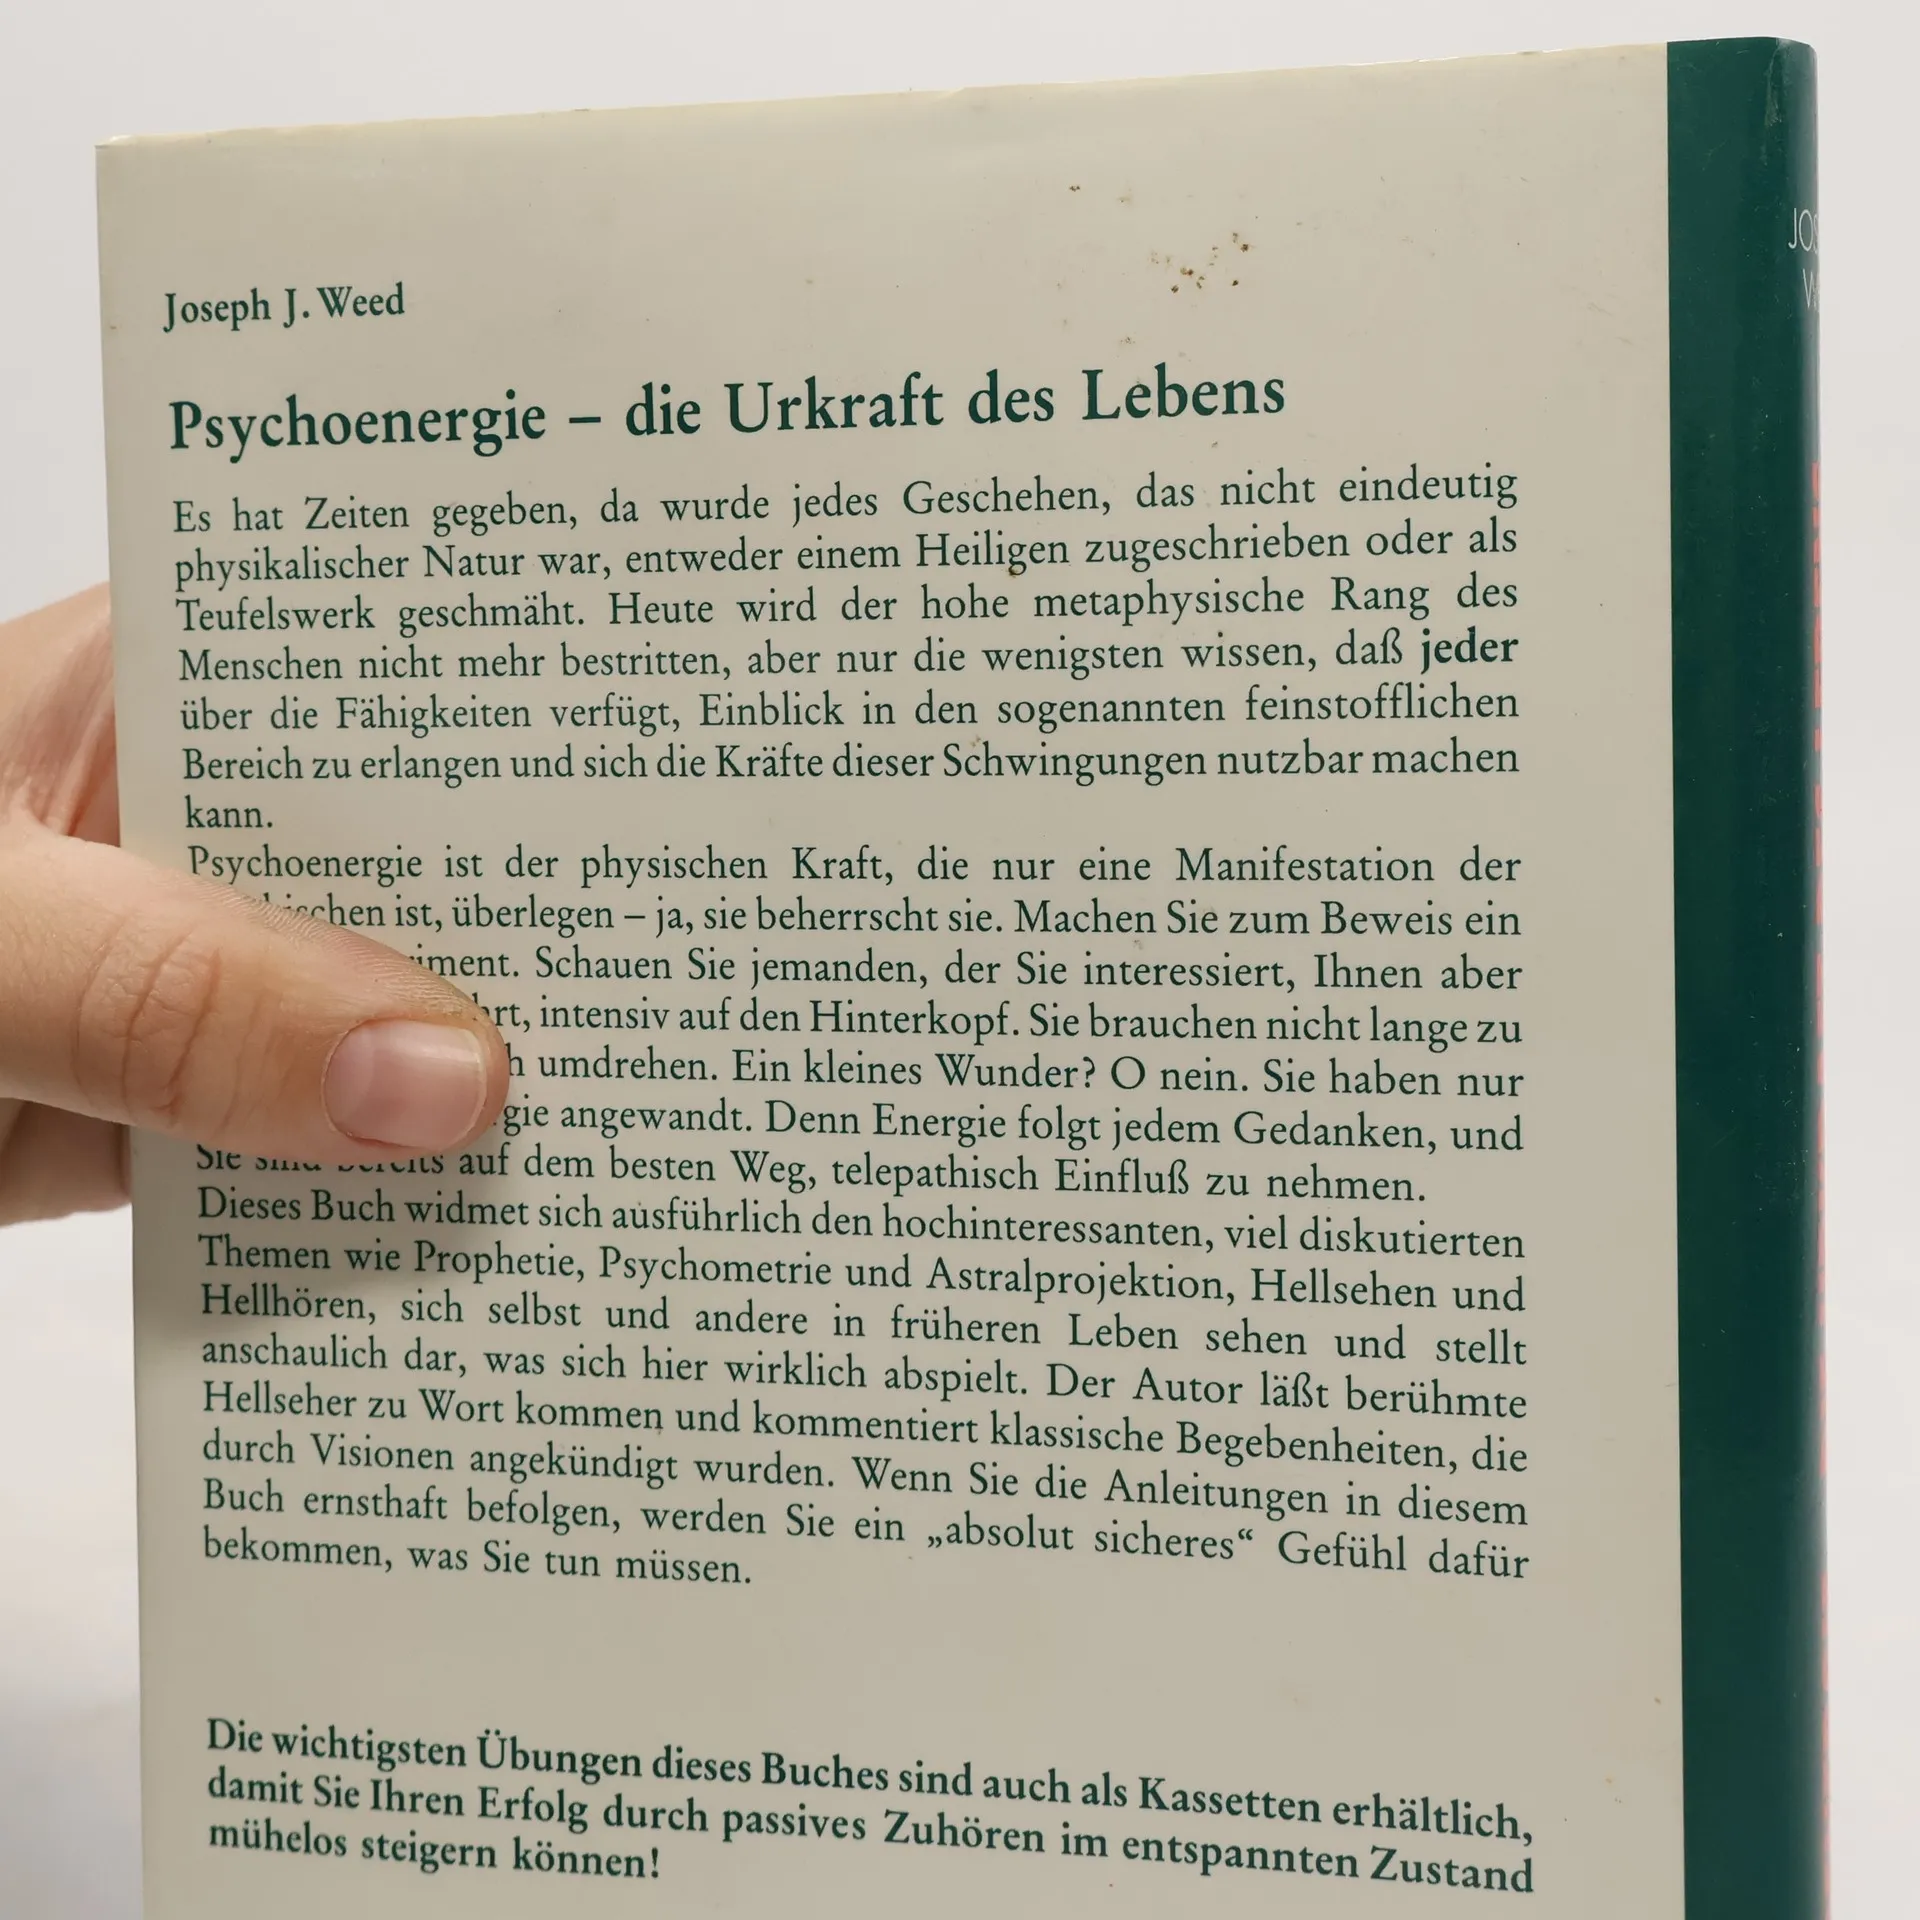 Joseph J. Weed
Psychoenergie – die Urkraft des Lebens
Es hat Zeiten gegeben, da wurde jedes Geschehen, das nicht eindeutig
physikalischer Natur war, entweder einem Heiligen zugeschrieben oder als
Teufelswerk geschmäht. Heute wird der hohe metaphysische Rang des
Menschen nicht mehr bestritten, aber nur die wenigsten wissen, daß jeder
über die Fähigkeiten verfügt, Einblick in den sogenannten feinstofflichen
Bereich zu erlangen und sich die Kräfte dieser Schwingungen nutzbar machen
kann.
Psychoenergie ist der physischen Kraft, die nur eine Manifestation der
ist, überlegen – ja, sie beherrscht sie. Machen Sie zum Beweis ein
Schauen Sie jemanden, der Sie interessiert, Ihnen aber
intensiv auf den Hinterkopf. Sie brauchen nicht lange zu
umdrehen. Ein kleines Wunder? O nein. Sie haben nur
angewandt. Denn Energie folgt jedem Gedanken, und
Sie sind bereits auf dem besten Weg, telepathisch Einfluß zu nehmen.
Dieses Buch widmet sich ausführlich den hochinteressanten, viel diskutierten
Themen wie Prophetie, Psychometrie und Astralprojektion, Hellsehen und
Hellhören, sich selbst und andere in früheren Leben sehen und stellt
anschaulich dar, was sich hier wirklich abspielt. Der Autor läßt berühmte
Hellseher zu Wort kommen und kommentiert klassische Begebenheiten, die
durch Visionen angekündigt wurden. Wenn Sie die Anleitungen in diesem
Buch ernsthaft befolgen, werden Sie ein „absolut sicheres“ Gefühl dafür
bekommen, was Sie tun müssen.
Die wichtigsten Übungen dieses Buches sind auch als Kassetten erhältlich,
damit Sie Ihren Erfolg durch passives Zuhören im entspannten Zustand
mühelos steigern können!